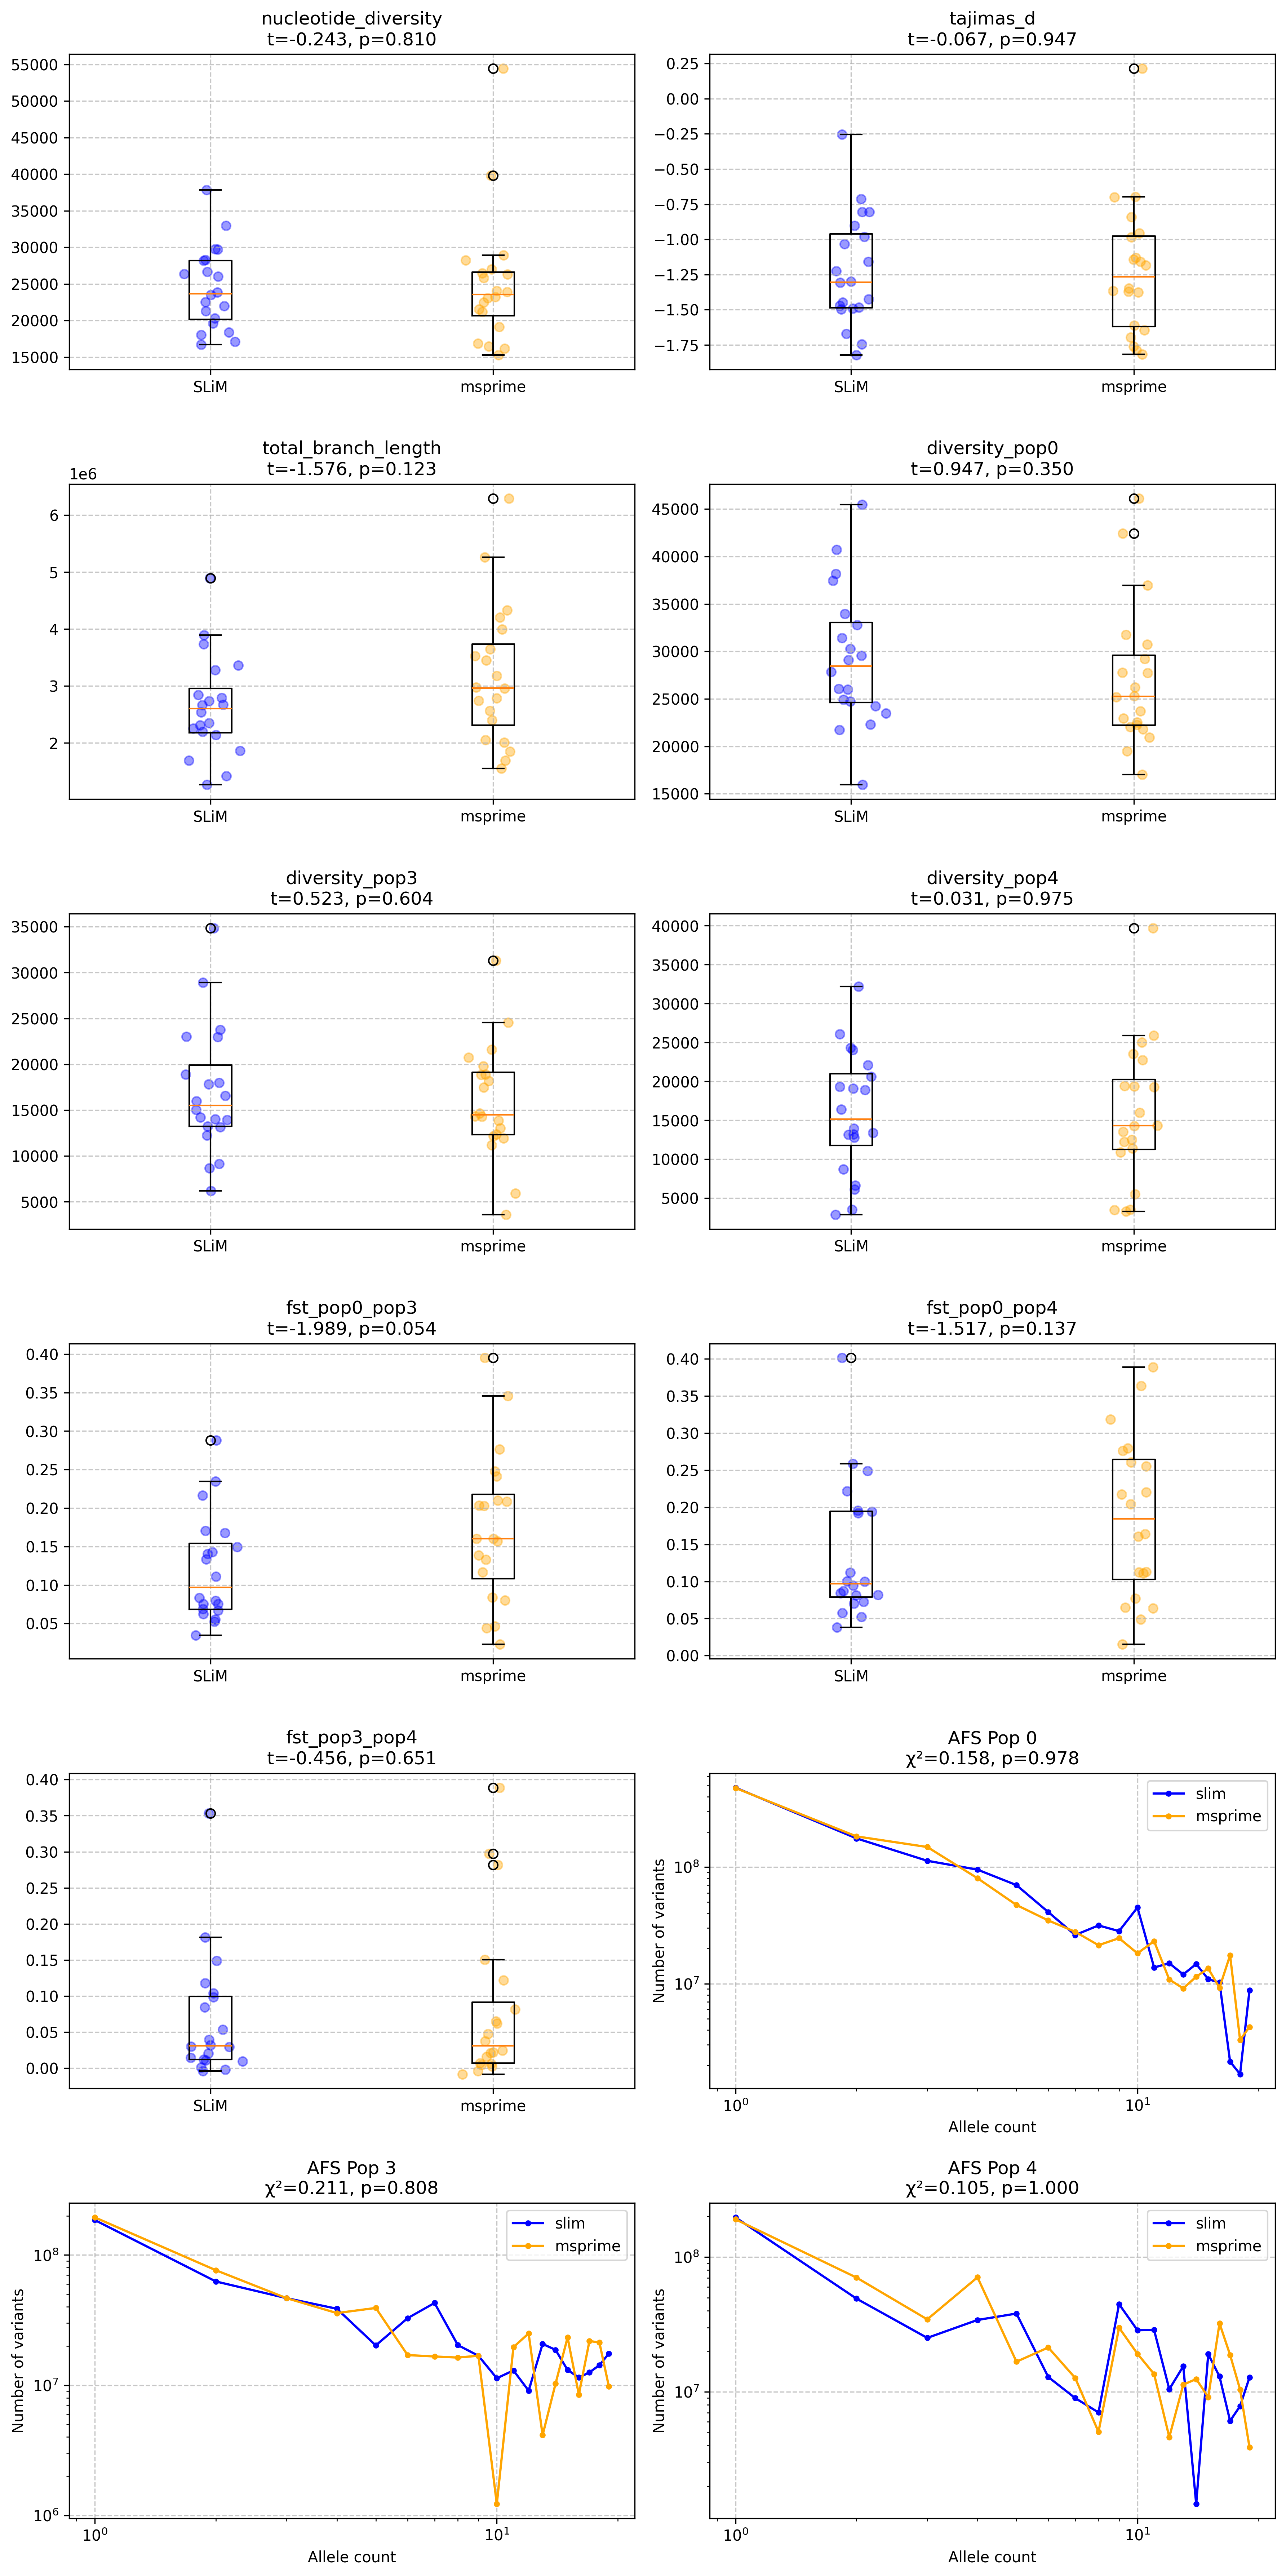 nucleotide_diversity
t=-0.243, p=0.810
55000
50000
45000
40000
35000
30000
25000
20000
15000
SLiM
msprime
tajimas_d
t=-0.067, p=0.947
0.25
0.00
−0.25
−0.50
−0.75
−1.00
−1.25
−1.50
−1.75
SLiM
msprime
total_branch_length
t=-1.576, p=0.123
1e6
6
5
4
3
2
SLiM
msprime
diversity_pop0
t=0.947, p=0.350
45000
40000
35000
30000
25000
20000
15000
SLiM
msprime
diversity_pop3
t=0.523, p=0.604
35000
30000
25000
20000
15000
10000
5000
SLiM
msprime
diversity_pop4
t=0.031, p=0.975
40000
35000
30000
25000
20000
15000
10000
5000
SLiM
msprime
fst_pop0_pop3
t=-1.989, p=0.054
0.40
0.35
0.30
0.25
0.20
0.15
0.10
0.05
SLiM
msprime
fst_pop0_pop4
t=-1.517, p=0.137
0.40
0.35
0.30
0.25
0.20
0.15
0.10
0.05
0.00
SLiM
msprime
fst_pop3_pop4
t=-0.456, p=0.651
0.40
0.35
0.30
0.25
0.20
0.15
0.10
0.05
0.00
SLiM
msprime
AFS Pop 0
χ²=0.158, p=0.978
slim
msprime
Number of variants
10⁸
10⁷
10⁰
10¹
Allele count
AFS Pop 3
χ²=0.211, p=0.808
slim
msprime
Number of variants
10⁸
10⁷
10⁶
10⁰
10¹
Allele count
AFS Pop 4
χ²=0.105, p=1.000
slim
msprime
Number of variants
10⁸
10⁷
10⁰
10¹
Allele count